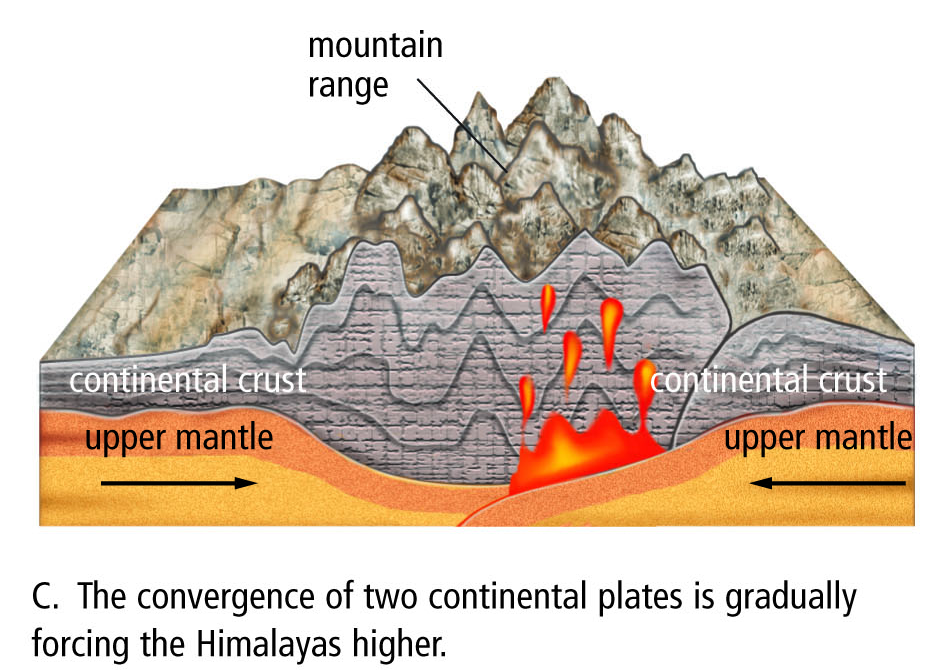 mountain
range
continental crust
continental crust
upper mantle
upper mantle
C. The convergence of two continental plates is gradually
forcing the Himalayas higher.